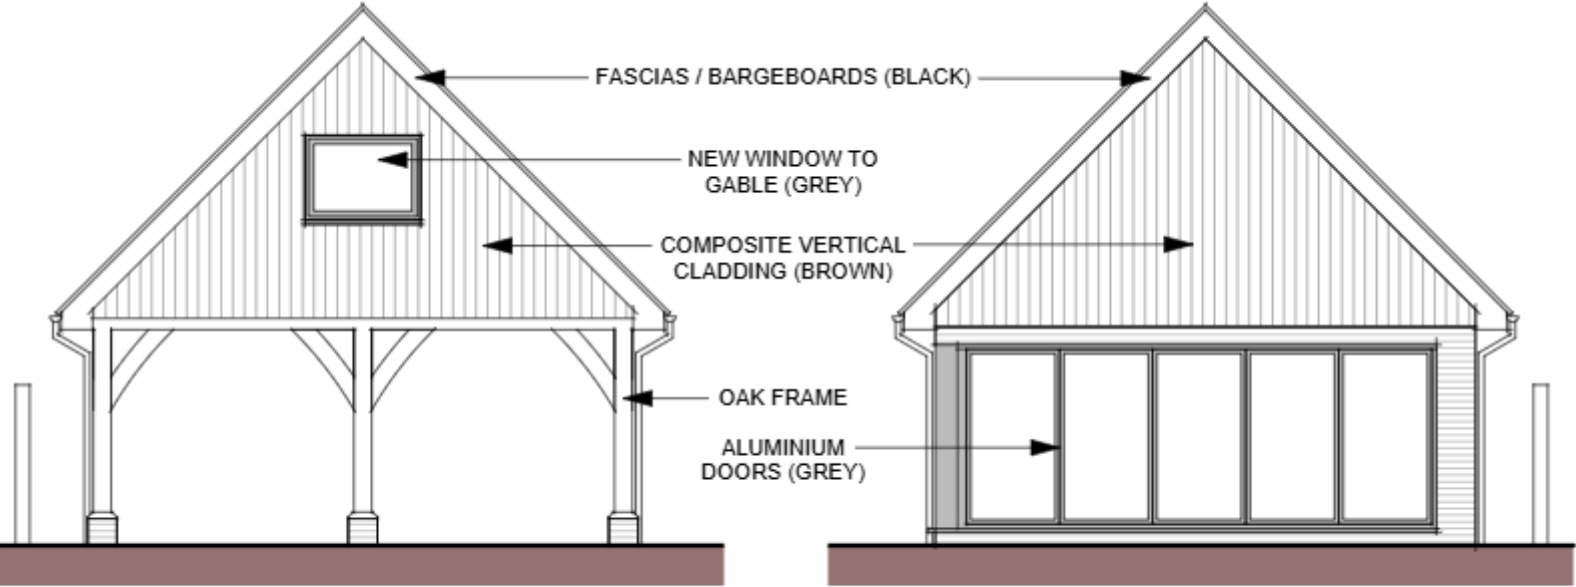 FASCIAS / BARGEBOARDS (BLACK)
NEW WINDOW TO
GABLE (GREY)
COMPOSITE VERTICAL
CLADDING (BROWN)
OAK FRAME
ALUMINIUM
DOORS (GREY)